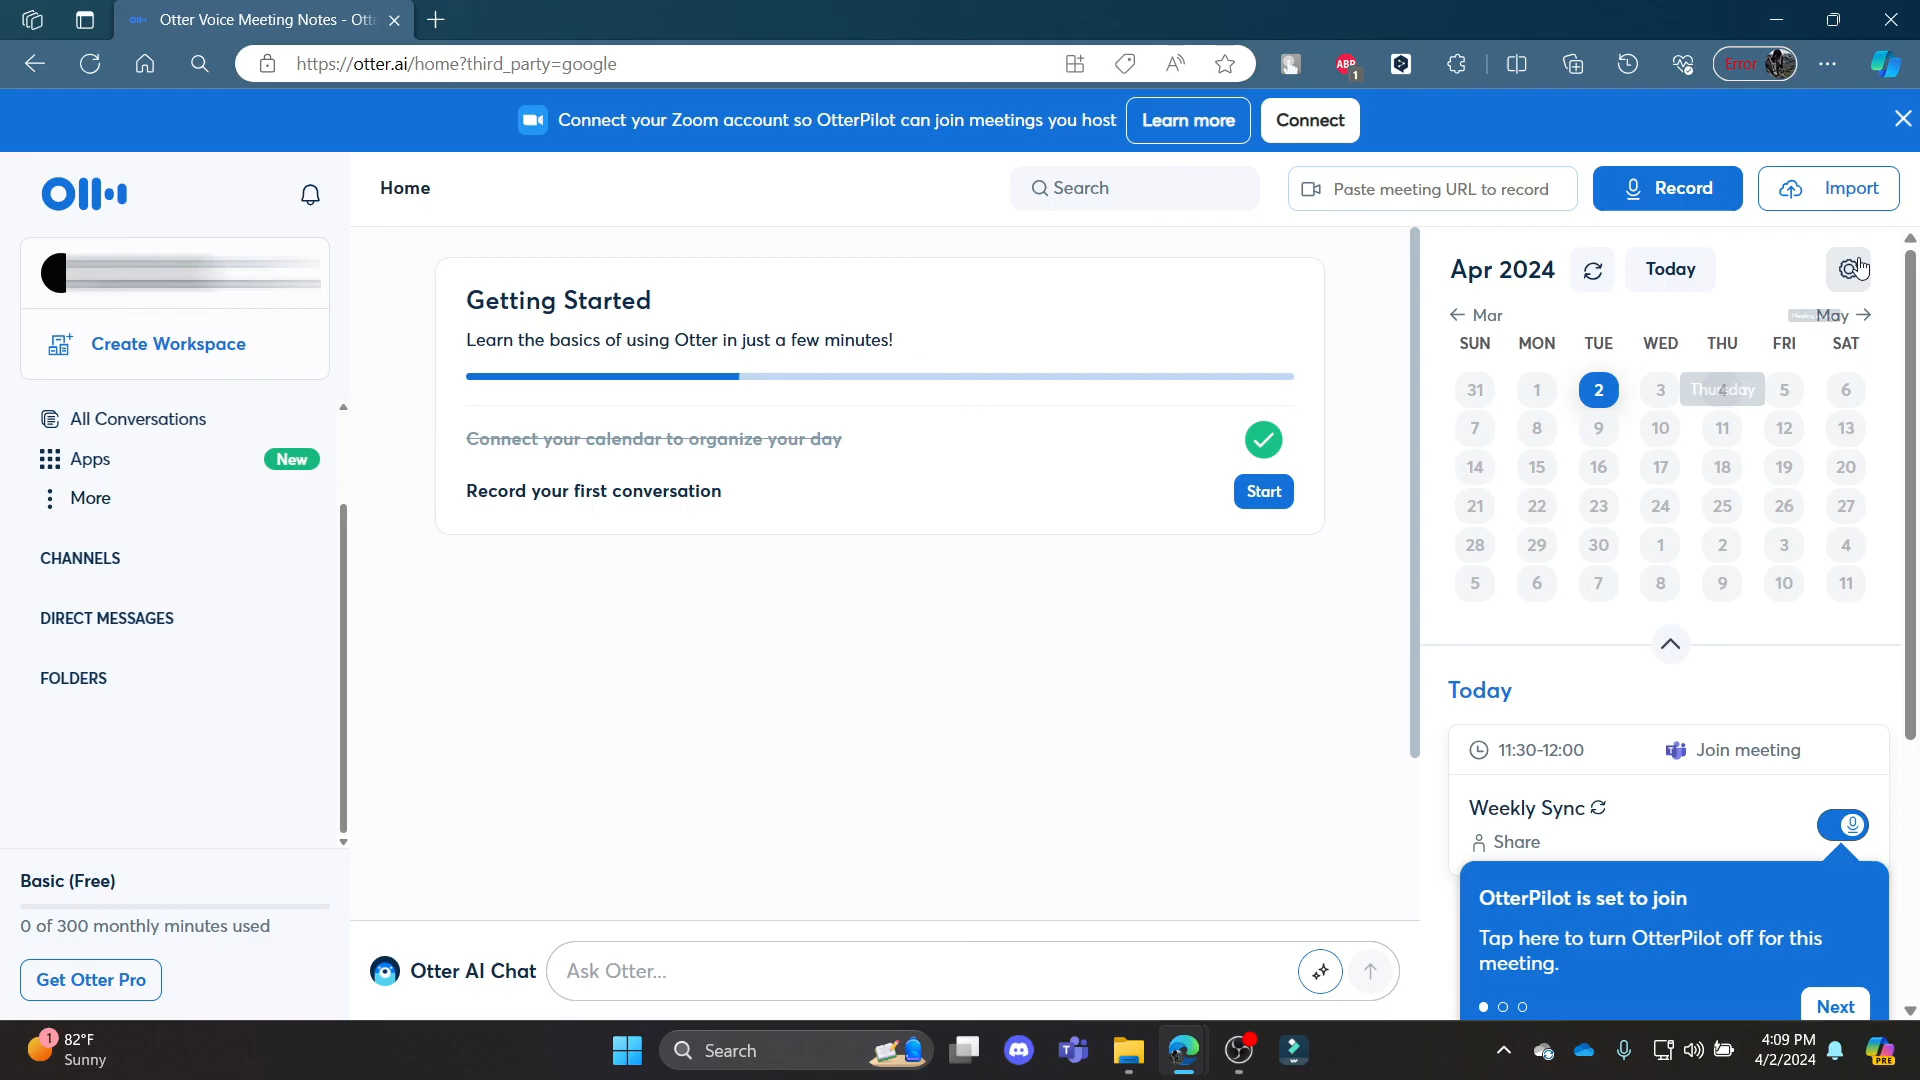 Otter Voice Meeting Notes - Ott
https://otter.ai/home?third_party=google
ABP
1
Error
Connect your Zoom account so OtterPilot can join meetings you host
Learn more
Connect
Home
Search
Paste meeting URL to record
Record
Import
Create Workspace
All Conversations
Apps
New
More
CHANNELS
DIRECT MESSAGES
FOLDERS
Basic (Free)
0 of 300 monthly minutes used
Get Otter Pro
Getting Started
Learn the basics of using Otter in just a few minutes!
Connect your calendar to organize your day
Record your first conversation
Start
Otter AI Chat
Ask Otter...
Apr 2024
Today
Mar
May
SUN MON TUE WED THU FRI SAT
31 1 2 3 4 5 6
Thursday
7 8 9 10 11 12 13
14 15 16 17 18 19 20
21 22 23 24 25 26 27
28 29 30 1 2 3 4
5 6 7 8 9 10 11
Today
11:30-12:00
Join meeting
Weekly Sync
Share
OtterPilot is set to join
Tap here to turn OtterPilot off for this
meeting.
Next
1
82°F
Sunny
Search
4:09 PM
4/2/2024
PRE